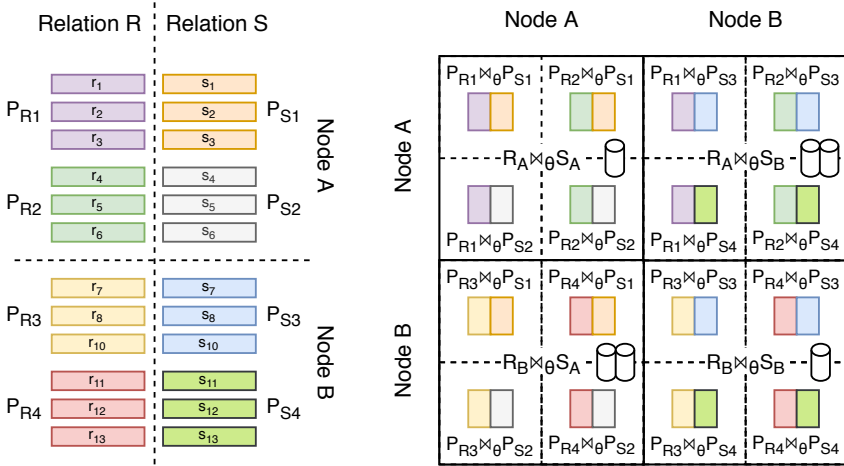 Relation R Relation S
r1 s1
PR1 r2 s2 PS1
r3 s3
r4 s4
PR2 r5 s5 PS2
r6 s6
Node A
r7 s7
PR3 r8 s8 PS3
r10 s10
r11 s11
PR4 r12 s12 PS4
r13 s13
Node B
Node A Node B
Node A
PR1⋈θPS1 PR2⋈θPS1 PR1⋈θPS3 PR2⋈θPS3
RA⋈θSA RA⋈θSB
PR1⋈θPS2 PR2⋈θPS2 PR1⋈θPS4 PR2⋈θPS4
Node B
PR3⋈θPS1 PR4⋈θPS1 PR3⋈θPS3 PR4⋈θPS3
RB⋈θSA RB⋈θSB
PR3⋈θPS2 PR4⋈θPS2 PR3⋈θPS4 PR4⋈θPS4